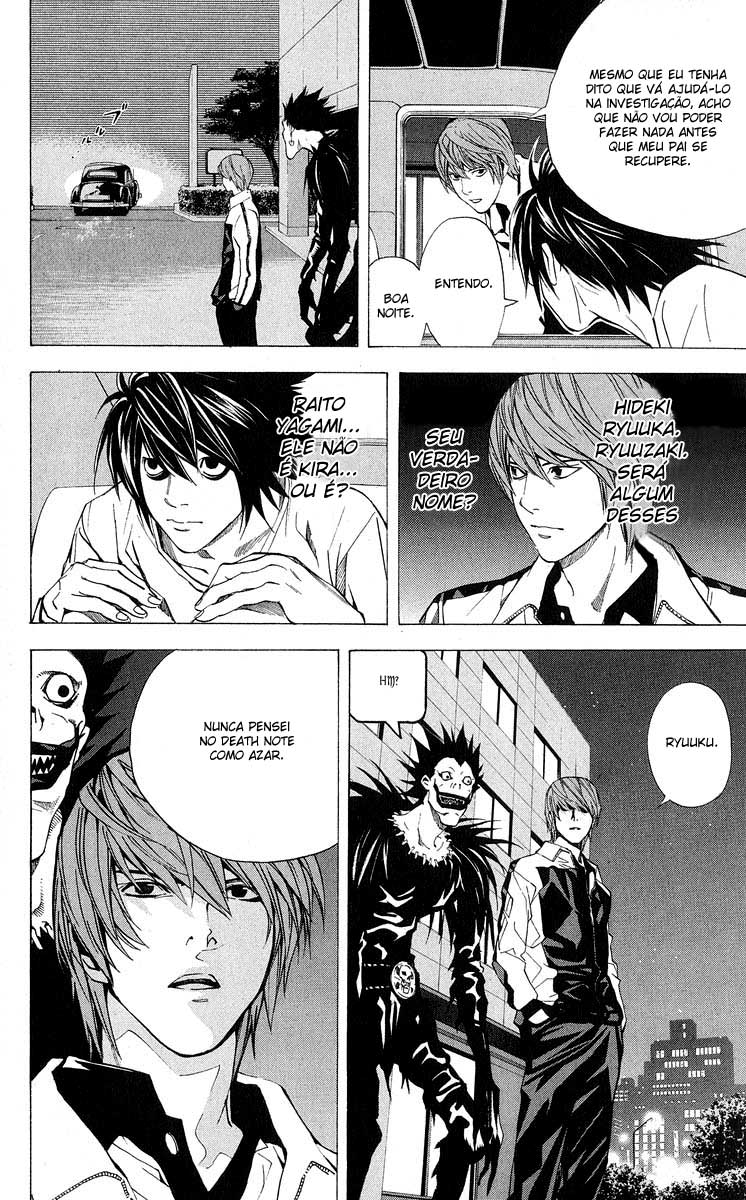 MESMO QUE EU TENHA
DITO QUE VÁ AJUDÁ-LO
NA INVESTIGAÇÃO, ACHO
QUE NÃO VOU PODER
FAZER NADA ANTES
QUE MEU PAI SE
RECUPERE.
ENTENDO.
BOA
NOITE.
HIDEKI
RYUUKA,
RYUUZAKI.
SERÁ
ALGUM
DESSES
SEU
VERDA-
DEIRO
NOME?
RAITO
YAGAMI...
ELE NÃO
É KIRA...
OU É?
RYUUKU.
HM?
NUNCA PENSEI
NO DEATH NOTE
COMO AZAR.